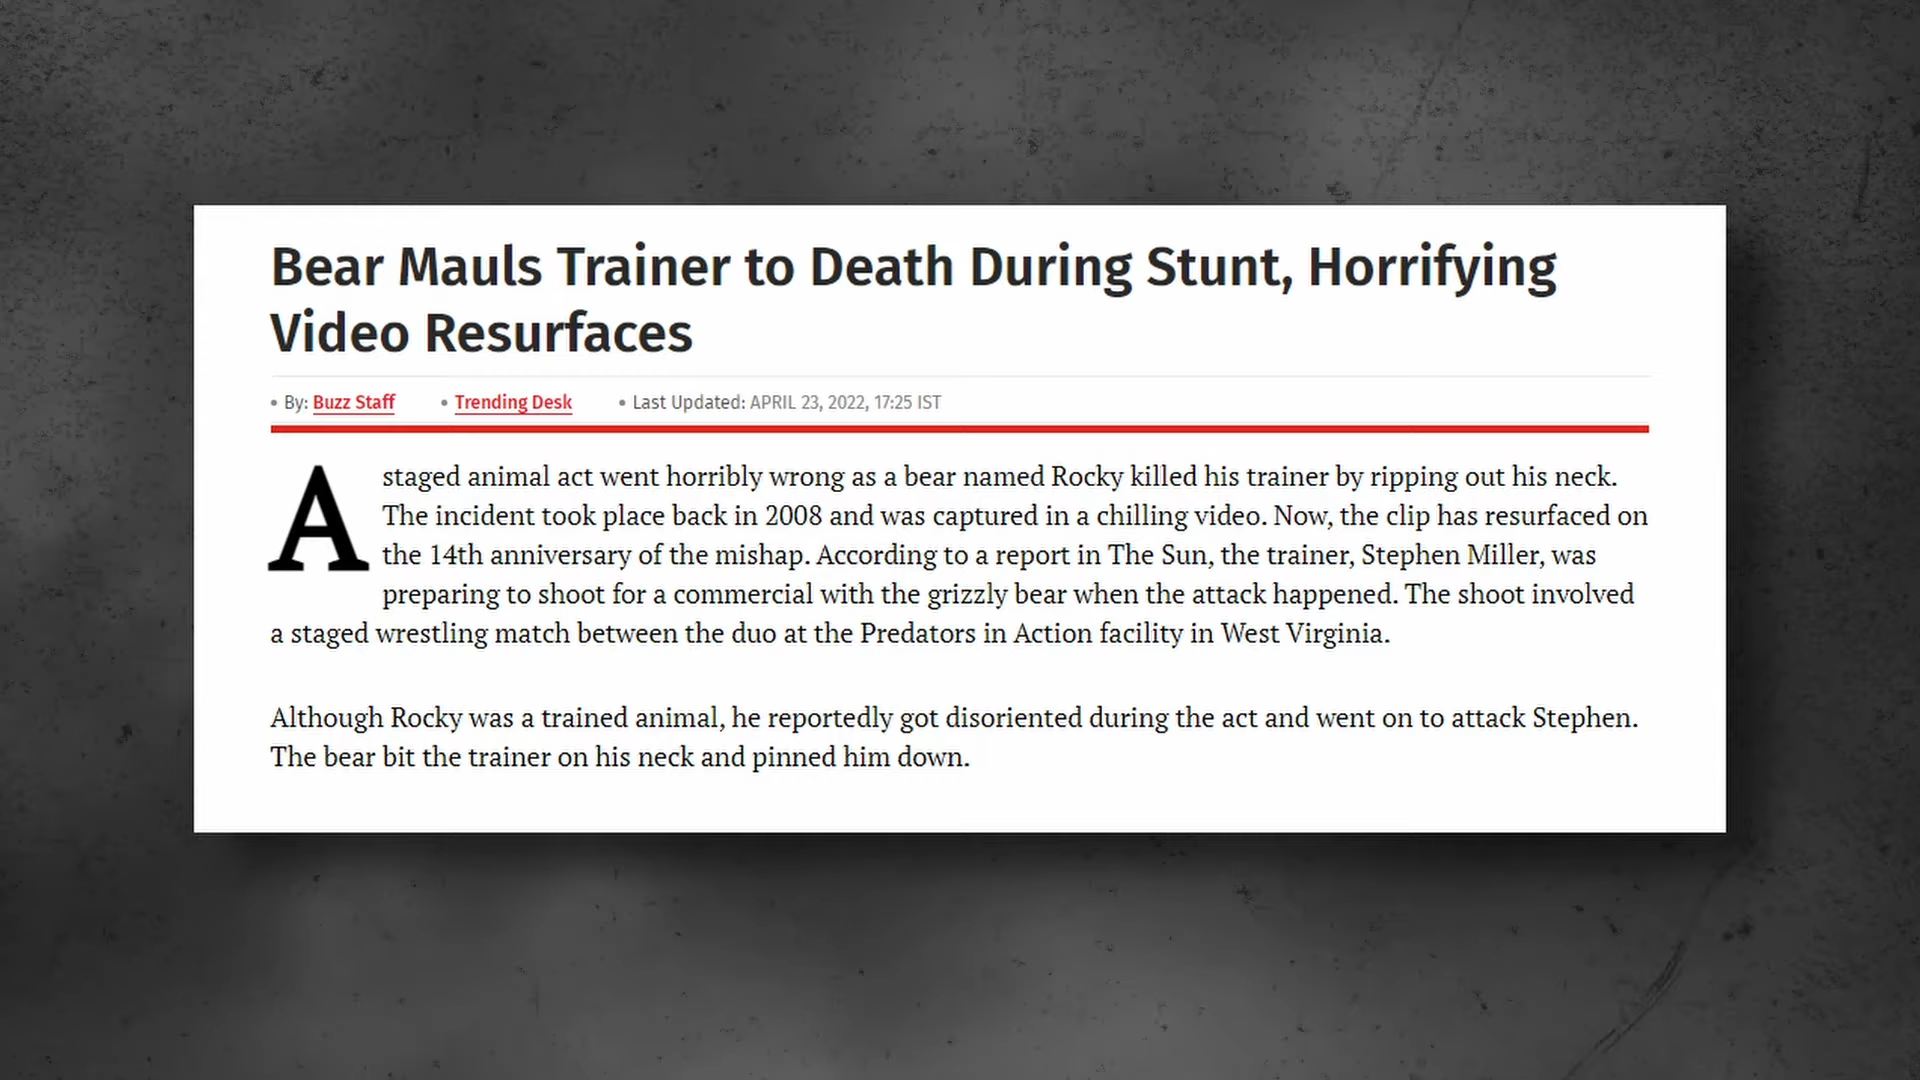 Bear Mauls Trainer to Death During Stunt, Horrifying
Video Resurfaces
• By: Buzz Staff • Trending Desk • Last Updated: APRIL 23, 2022, 17:25 IST
A staged animal act went horribly wrong as a bear named Rocky killed his trainer by ripping out his neck.
The incident took place back in 2008 and was captured in a chilling video. Now, the clip has resurfaced on
the 14th anniversary of the mishap. According to a report in The Sun, the trainer, Stephen Miller, was
preparing to shoot for a commercial with the grizzly bear when the attack happened. The shoot involved
a staged wrestling match between the duo at the Predators in Action facility in West Virginia.
Although Rocky was a trained animal, he reportedly got disoriented during the act and went on to attack Stephen.
The bear bit the trainer on his neck and pinned him down.